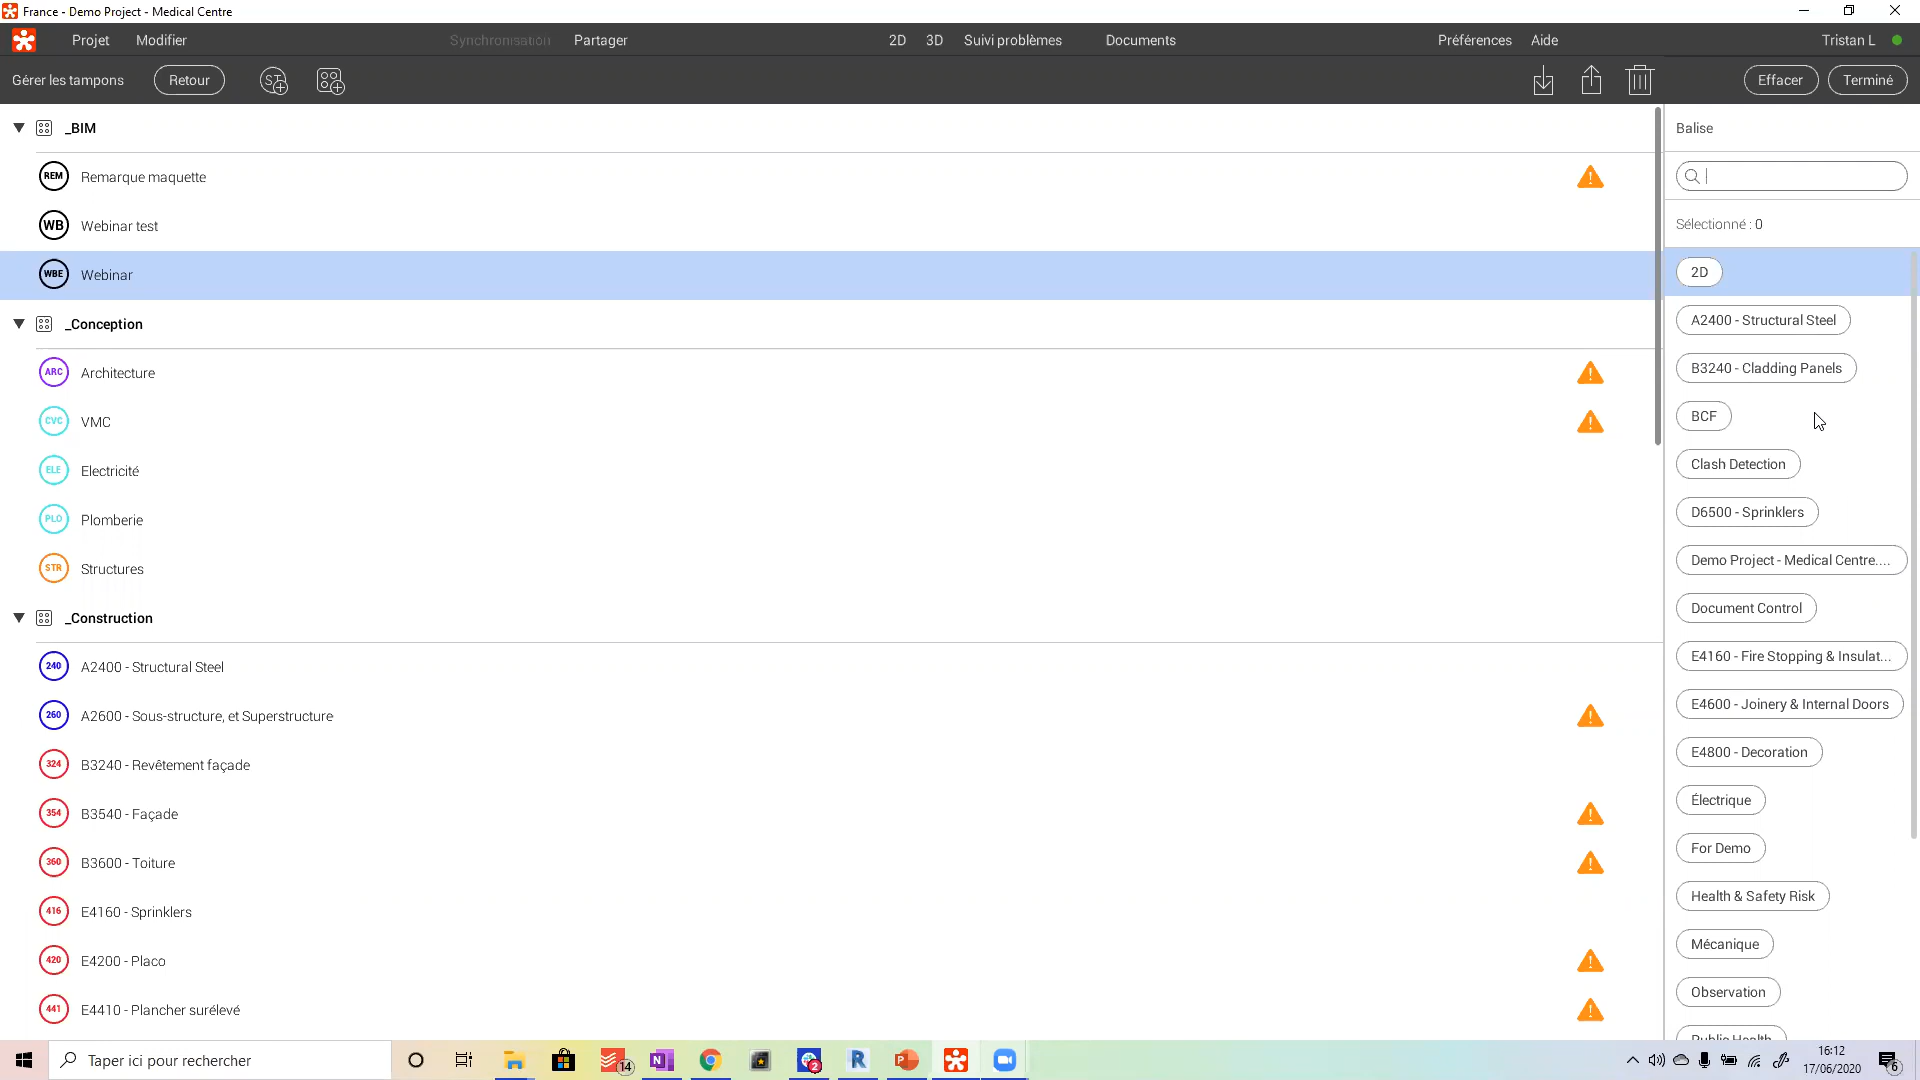 France - Demo Project - Medical Centre
Projet Modifier Synchronisation Partager 2D 3D Suivi problèmes Documents Préférences Aide Tristan L
Gérer les tampons Retour ST Effacer Terminé
_BIM
REM Remarque maquette
WB Webinar test
WBE Webinar
_Conception
ARC Architecture
CVC VMC
ELE Electricité
PLO Plomberie
STR Structures
_Construction
240 A2400 - Structural Steel
260 A2600 - Sous-structure, et Superstructure
324 B3240 - Revêtement façade
354 B3540 - Façade
360 B3600 - Toiture
416 E4160 - Sprinklers
420 E4200 - Placo
441 E4410 - Plancher surélevé
Balise
Sélectionné : 0
2D
A2400 - Structural Steel
B3240 - Cladding Panels
BCF
Clash Detection
D6500 - Sprinklers
Demo Project - Medical Centre....
Document Control
E4160 - Fire Stopping & Insulat...
E4600 - Joinery & Internal Doors
E4800 - Decoration
Électrique
For Demo
Health & Safety Risk
Mécanique
Observation
Public Health
Taper ici pour rechercher
14
2
16:12
17/06/2020
6